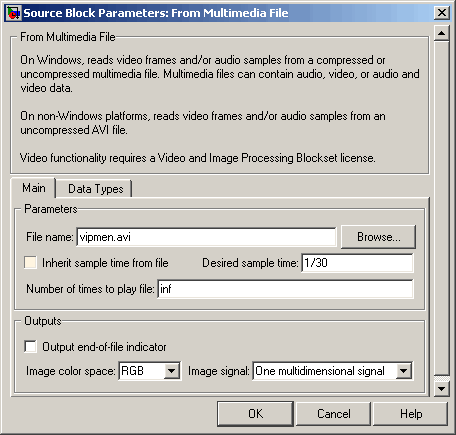 Source Block Parameters: From Multimedia File
From Multimedia File
On Windows, reads video frames and/or audio samples from a compressed or
uncompressed multimedia file. Multimedia files can contain audio, video, or audio and
video data.
On non-Windows platforms, reads video frames and/or audio samples from an
uncompressed AVI file.
Video functionality requires a Video and Image Processing Blockset license.
Main Data Types
Parameters
File name: vipmen.avi Browse...
Inherit sample time from file Desired sample time: 1/30
Number of times to play file: inf
Outputs
Output end-of-file indicator
Image color space: RGB Image signal: One multidimensional signal
OK Cancel Help